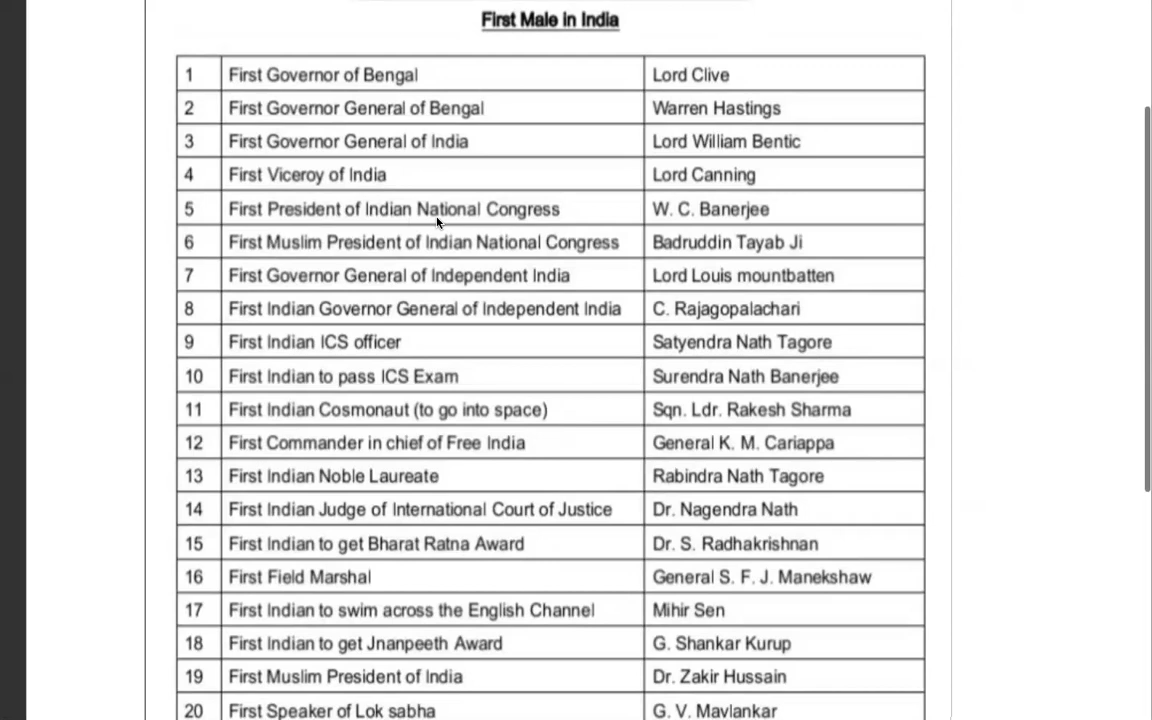 First Male in India
1 First Governor of Bengal Lord Clive
2 First Governor General of Bengal Warren Hastings
3 First Governor General of India Lord William Bentic
4 First Viceroy of India Lord Canning
5 First President of Indian National Congress W. C. Banerjee
6 First Muslim President of Indian National Congress Badruddin Tayab Ji
7 First Governor General of Independent India Lord Louis mountbatten
8 First Indian Governor General of Independent India C. Rajagopalachari
9 First Indian ICS officer Satyendra Nath Tagore
10 First Indian to pass ICS Exam Surendra Nath Banerjee
11 First Indian Cosmonaut (to go into space) Sqn. Ldr. Rakesh Sharma
12 First Commander in chief of Free India General K. M. Cariappa
13 First Indian Noble Laureate Rabindra Nath Tagore
14 First Indian Judge of International Court of Justice Dr. Nagendra Nath
15 First Indian to get Bharat Ratna Award Dr. S. Radhakrishnan
16 First Field Marshal General S. F. J. Manekshaw
17 First Indian to swim across the English Channel Mihir Sen
18 First Indian to get Jnanpeeth Award G. Shankar Kurup
19 First Muslim President of India Dr. Zakir Hussain
20 First Speaker of Lok sabha G. V. Mavlankar